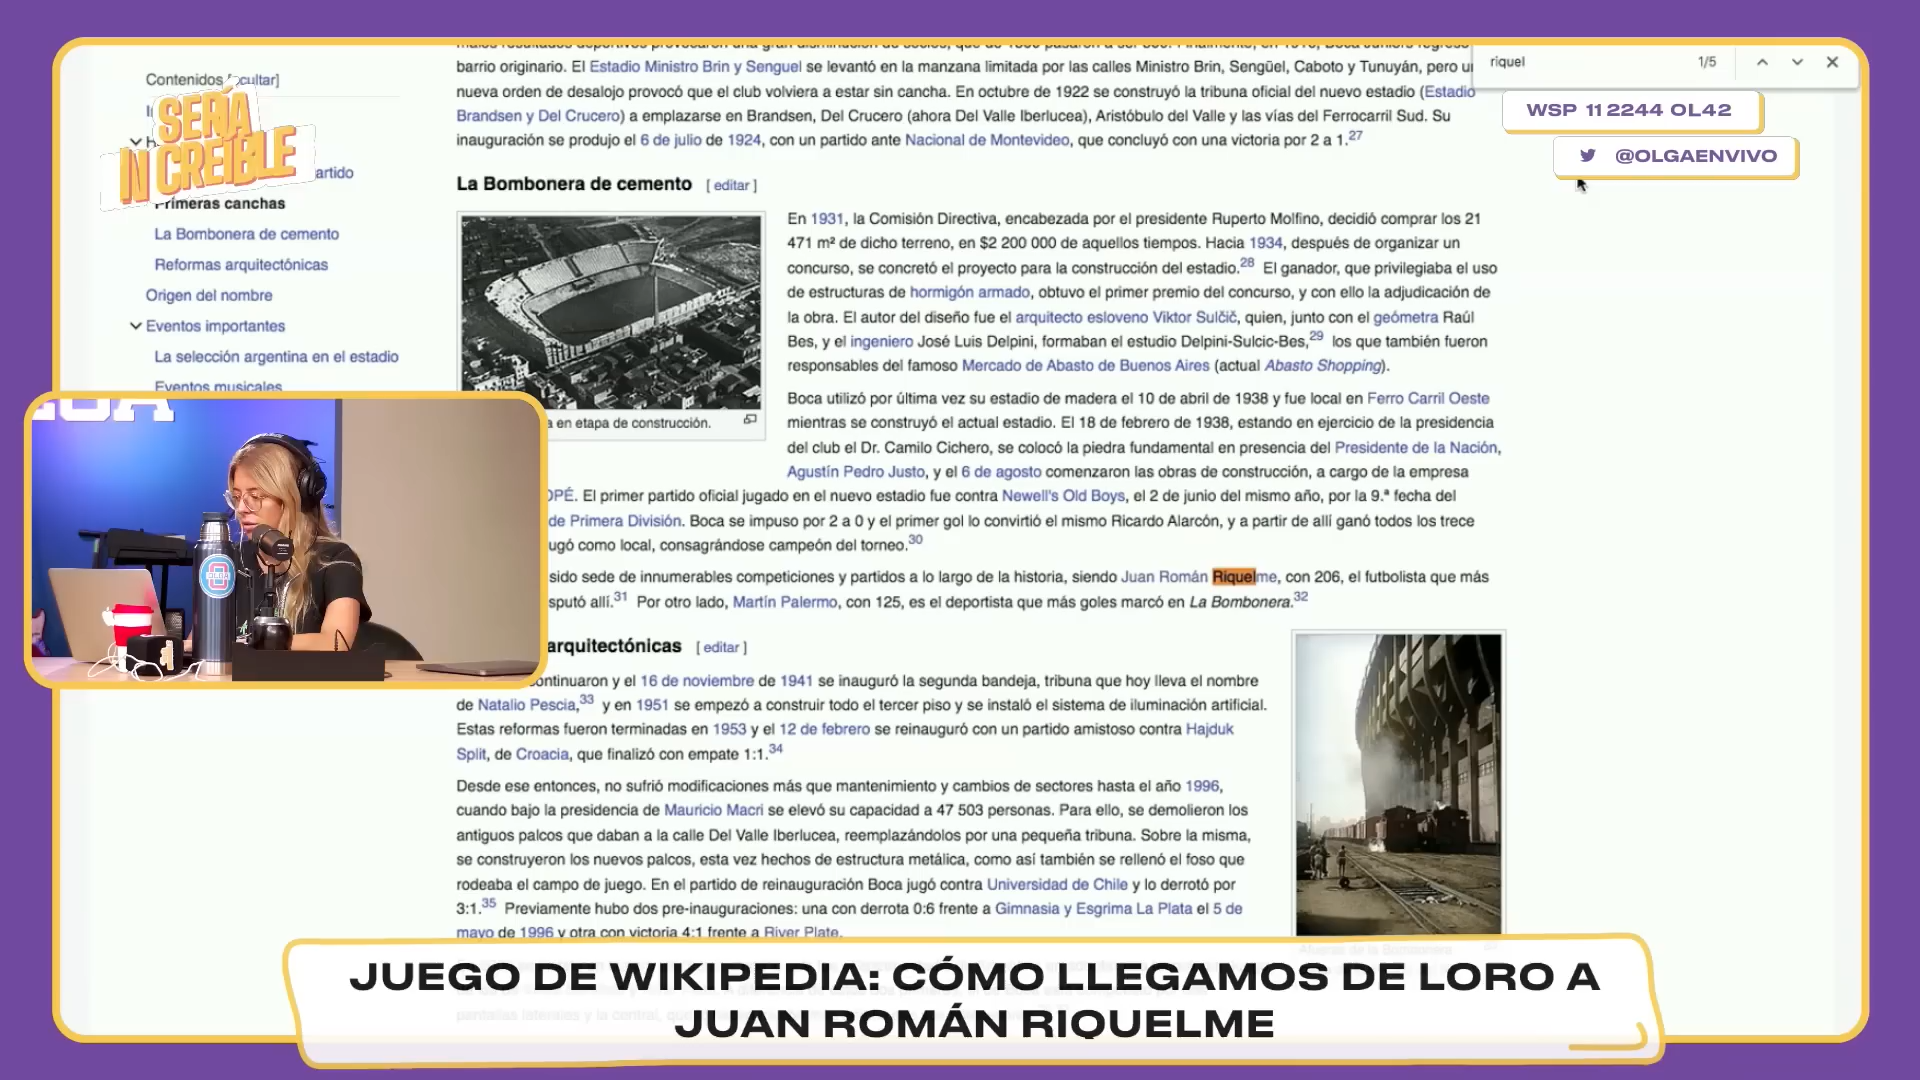 barrio originario. El Estadio Ministro Brin y Senguel se levantó en la manzana limitada por las calles Ministro Brin, Sengüel, Caboto y Tunuyán, pero
nueva orden de desalojo provocó que el club volviera a estar sin cancha. En octubre de 1922 se construyó la tribuna oficial del nuevo estadio (Estadio
Brandsen y Del Crucero) a emplazarse en Brandsen, Del Crucero (ahora Del Valle Iberlucea), Aristóbulo del Valle y las vías del Ferrocarril Sud. Su
inauguración se produjo el 6 de julio de 1924, con un partido ante Nacional de Montevideo, que concluyó con una victoria por 2 a 1.27
riquel 1/5
WSP 11 2244 OL42
@OLGAENVIVO
Contenidos [ocultar]
SERÍA
INCREÍBLE
artido
Primeras canchas
La Bombonera de cemento
Reformas arquitectónicas
Origen del nombre
Eventos importantes
La selección argentina en el estadio
Eventos musicales
La Bombonera de cemento [ editar ]
En 1931, la Comisión Directiva, encabezada por el presidente Ruperto Molfino, decidió comprar los 21
471 m² de dicho terreno, en $2 200 000 de aquellos tiempos. Hacia 1934, después de organizar un
concurso, se concretó el proyecto para la construcción del estadio.28 El ganador, que privilegiaba el uso
de estructuras de hormigón armado, obtuvo el primer premio del concurso, y con ello la adjudicación de
la obra. El autor del diseño fue el arquitecto esloveno Viktor Sulčič, quien, junto con el geómetra Raúl
Bes, y el ingeniero José Luis Delpini, formaban el estudio Delpini-Sulcic-Bes,29 los que también fueron
responsables del famoso Mercado de Abasto de Buenos Aires (actual Abasto Shopping).
a en etapa de construcción.
Boca utilizó por última vez su estadio de madera el 10 de abril de 1938 y fue local en Ferro Carril Oeste
mientras se construyó el actual estadio. El 18 de febrero de 1938, estando en ejercicio de la presidencia
del club el Dr. Camilo Cichero, se colocó la piedra fundamental en presencia del Presidente de la Nación,
Agustín Pedro Justo, y el 6 de agosto comenzaron las obras de construcción, a cargo de la empresa
OPÉ. El primer partido oficial jugado en el nuevo estadio fue contra Newell's Old Boys, el 2 de junio del mismo año, por la 9.ª fecha del
de Primera División. Boca se impuso por 2 a 0 y el primer gol lo convirtió el mismo Ricardo Alarcón, y a partir de allí ganó todos los trece
ugó como local, consagrándose campeón del torneo.30
sido sede de innumerables competiciones y partidos a lo largo de la historia, siendo Juan Román Riquelme, con 206, el futbolista que más
sputó allí.31 Por otro lado, Martín Palermo, con 125, es el deportista que más goles marcó en La Bombonera.32
arquitectónicas [ editar ]
ontinuaron y el 16 de noviembre de 1941 se inauguró la segunda bandeja, tribuna que hoy lleva el nombre
de Natalio Pescia,33 y en 1951 se empezó a construir todo el tercer piso y se instaló el sistema de iluminación artificial.
Estas reformas fueron terminadas en 1953 y el 12 de febrero se reinauguró con un partido amistoso contra Hajduk
Split, de Croacia, que finalizó con empate 1:1.34
Desde ese entonces, no sufrió modificaciones más que mantenimiento y cambios de sectores hasta el año 1996,
cuando bajo la presidencia de Mauricio Macri se elevó su capacidad a 47 503 personas. Para ello, se demolieron los
antiguos palcos que daban a la calle Del Valle Iberlucea, reemplazándolos por una pequeña tribuna. Sobre la misma,
se construyeron los nuevos palcos, esta vez hechos de estructura metálica, como así también se rellenó el foso que
rodeaba el campo de juego. En el partido de reinauguración Boca jugó contra Universidad de Chile y lo derrotó por
3:1.35 Previamente hubo dos pre-inauguraciones: una con derrota 0:6 frente a Gimnasia y Esgrima La Plata el 5 de
mayo de 1996 y otra con victoria 4:1 frente a River Plate.
OLGA
JUEGO DE WIKIPEDIA: CÓMO LLEGAMOS DE LORO A
JUAN ROMÁN RIQUELME